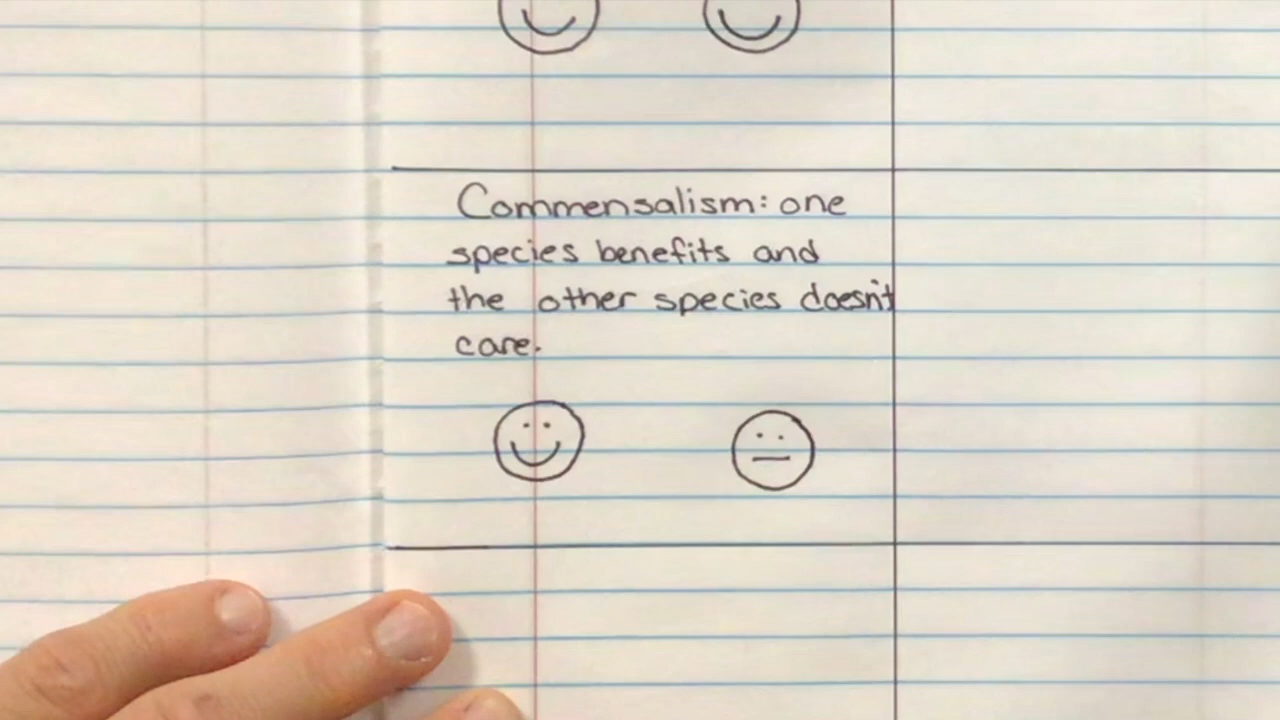 Commensalism: one
species benefits and
the other species doesn't
care.